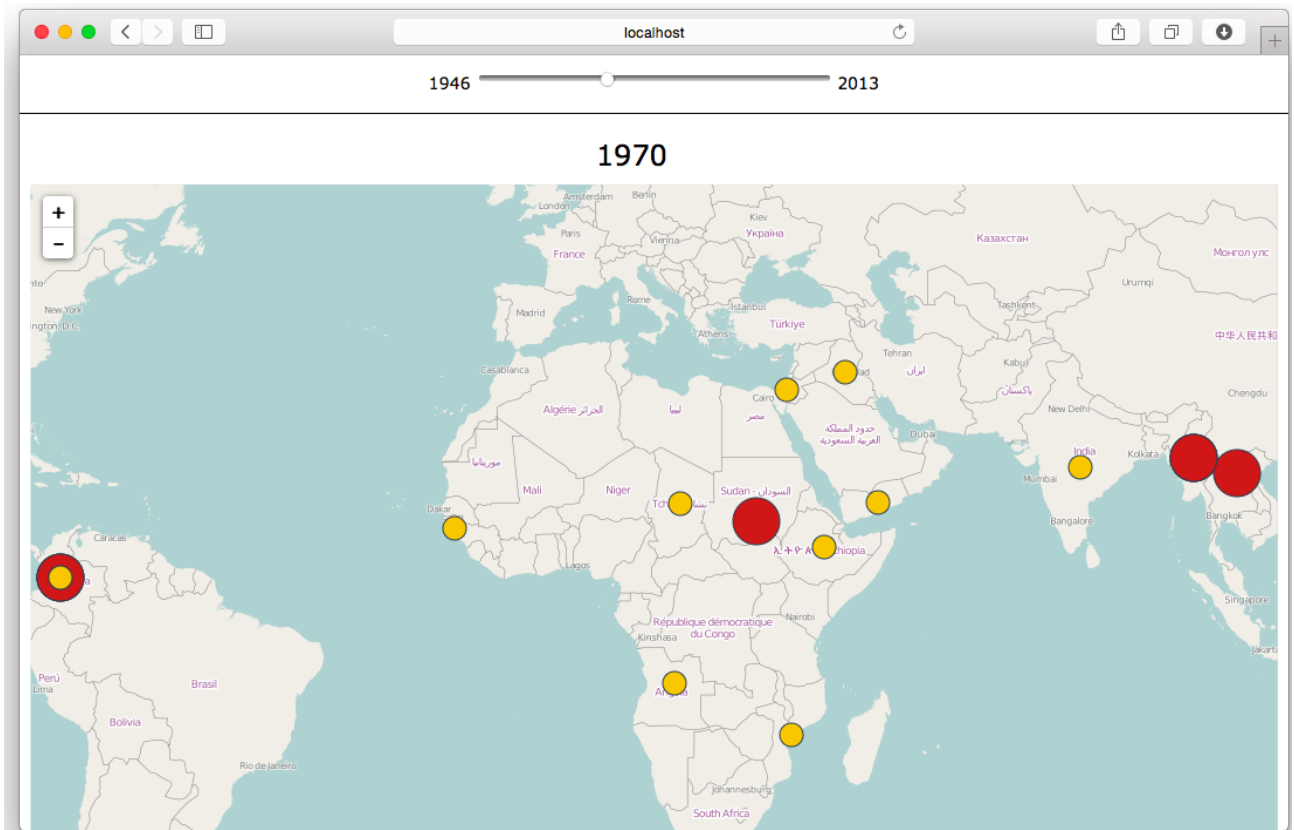 localhost
1946 2013
1970
+
−
Amsterdam
Berlin
London
Kiev
Paris
Україна
Vienna
France
Казахстан
Монгол улс
Urumqi
New York
Rome
Istanbul
Tashkent
ington, D.C.
Madrid
Türkiye
Athens
中华人民共和
Tehran
Kabul
Casablanca
ایران
Cairo
پاکستان
Chengdu
Algérie الجزائر
ليبيا
مصر
New Delhi
حدود المملكة
العربية السعودية
Dubai
India
Kolkata
موريتانيا
Mali
Niger
Sudan - السودان
Mumbai
Dakar
Bangkok
Bangalore
Caracas
Lagos
Singapore
Nairobi
République démocratique
du Congo
Kinshasa
Jakarta
Perú
Lima
Brasil
Bolivia
Rio de Janeiro
Johannesburg
South Africa